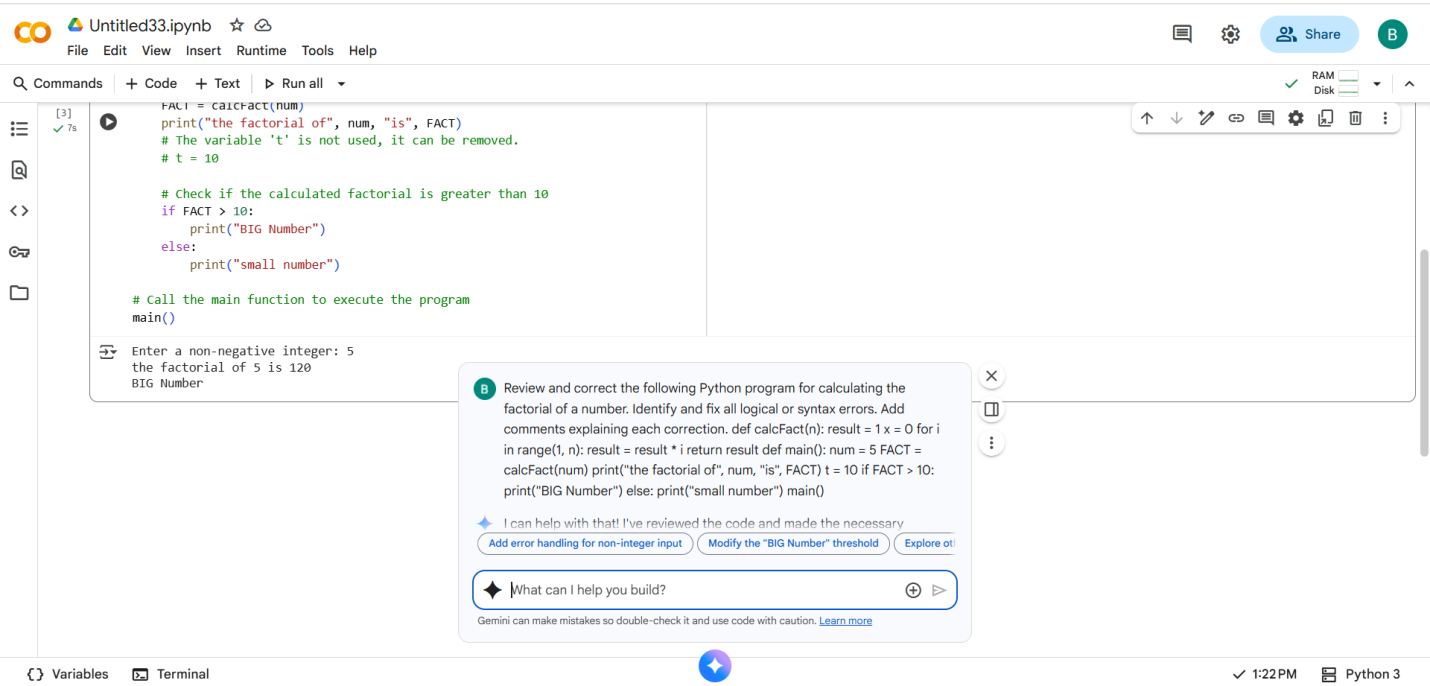 CO Untitled33.ipynb
File Edit View Insert Runtime Tools Help
Share
B
Commands + Code + Text Run all
RAM
Disk
[3]
7s
FACT = calcFact(num)
print("the factorial of", num, "is", FACT)
# The variable 't' is not used, it can be removed.
# t = 10
# Check if the calculated factorial is greater than 10
if FACT > 10:
print("BIG Number")
else:
print("small number")
# Call the main function to execute the program
main()
Enter a non-negative integer: 5
the factorial of 5 is 120
BIG Number
B
Review and correct the following Python program for calculating the
factorial of a number. Identify and fix all logical or syntax errors. Add
comments explaining each correction. def calcFact(n): result = 1 x = 0 for i
in range(1, n): result = result * i return result def main(): num = 5 FACT =
calcFact(num) print("the factorial of", num, "is", FACT) t = 10 if FACT > 10:
print("BIG Number") else: print("small number") main()
I can help with that! I've reviewed the code and made the necessary
Add error handling for non-integer input Modify the "BIG Number" threshold Explore ot
What can I help you build?
Gemini can make mistakes so double-check it and use code with caution. Learn more
{} Variables Terminal
1:22 PM Python 3